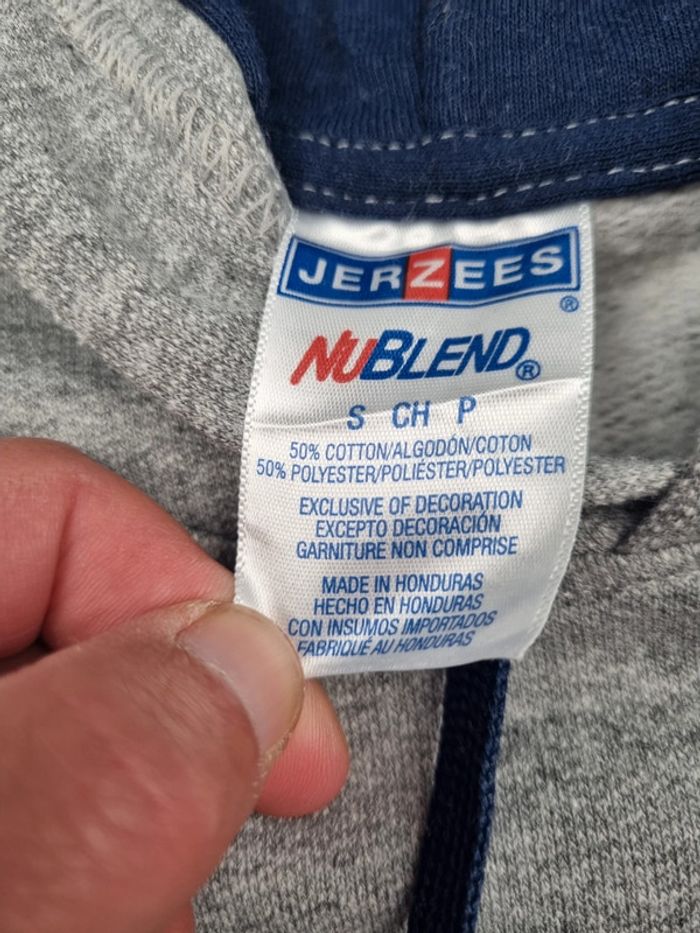 JERZEES ®
NUBLEND®
S CH P
50% COTTON/ALGODÓN/COTON
50% POLYESTER/POLIÉSTER/POLYESTER
EXCLUSIVE OF DECORATION
EXCEPTO DECORACIÓN
GARNITURE NON COMPRISE
MADE IN HONDURAS
HECHO EN HONDURAS
CON INSUMOS IMPORTADOS
FABRIQUÉ AU HONDURAS